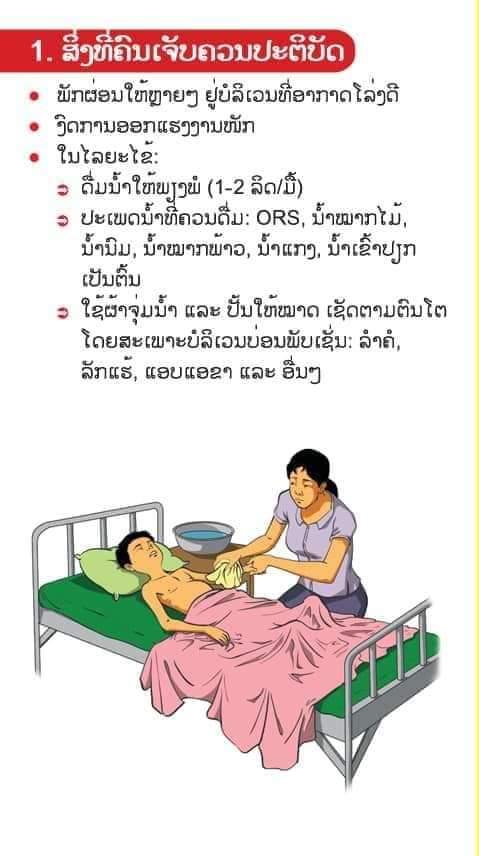 1. ສິ່ງທີ່ຄົນເຈັບຄວນປະຕິບັດ
• ພັກຜ່ອນໃຫ້ຫຼາຍໆ ຢູ່ບໍລິເວນທີ່ອາກາດໂລ່ງດີ
• ງົດການອອກແຮງງານໜັກ
• ໃນໄລຍະໄຂ້:
➲ ດື່ມນ້ຳໃຫ້ພຽງພໍ (1-2 ລິດ/ມື້)
➲ ປະເພດນ້ຳທີ່ຄວນດື່ມ: ORS, ນ້ຳໝາກໄມ້,
ນ້ຳນົມ, ນ້ຳໝາກພ້າວ, ນ້ຳແກງ, ນ້ຳເຂົ້າປຽກ
ເປັນຕົ້ນ
➲ ໃຊ້ຜ້າຈຸ່ມນ້ຳ ແລະ ປັ້ນໃຫ້ໝາດ ເຊັດຕາມຕົນໂຕ
ໂດຍສະເພາະບໍລິເວນບ່ອນພັບເຊັ່ນ: ລຳຄໍ,
ລັກແຮ້, ແອບແອຂາ ແລະ ອື່ນໆ